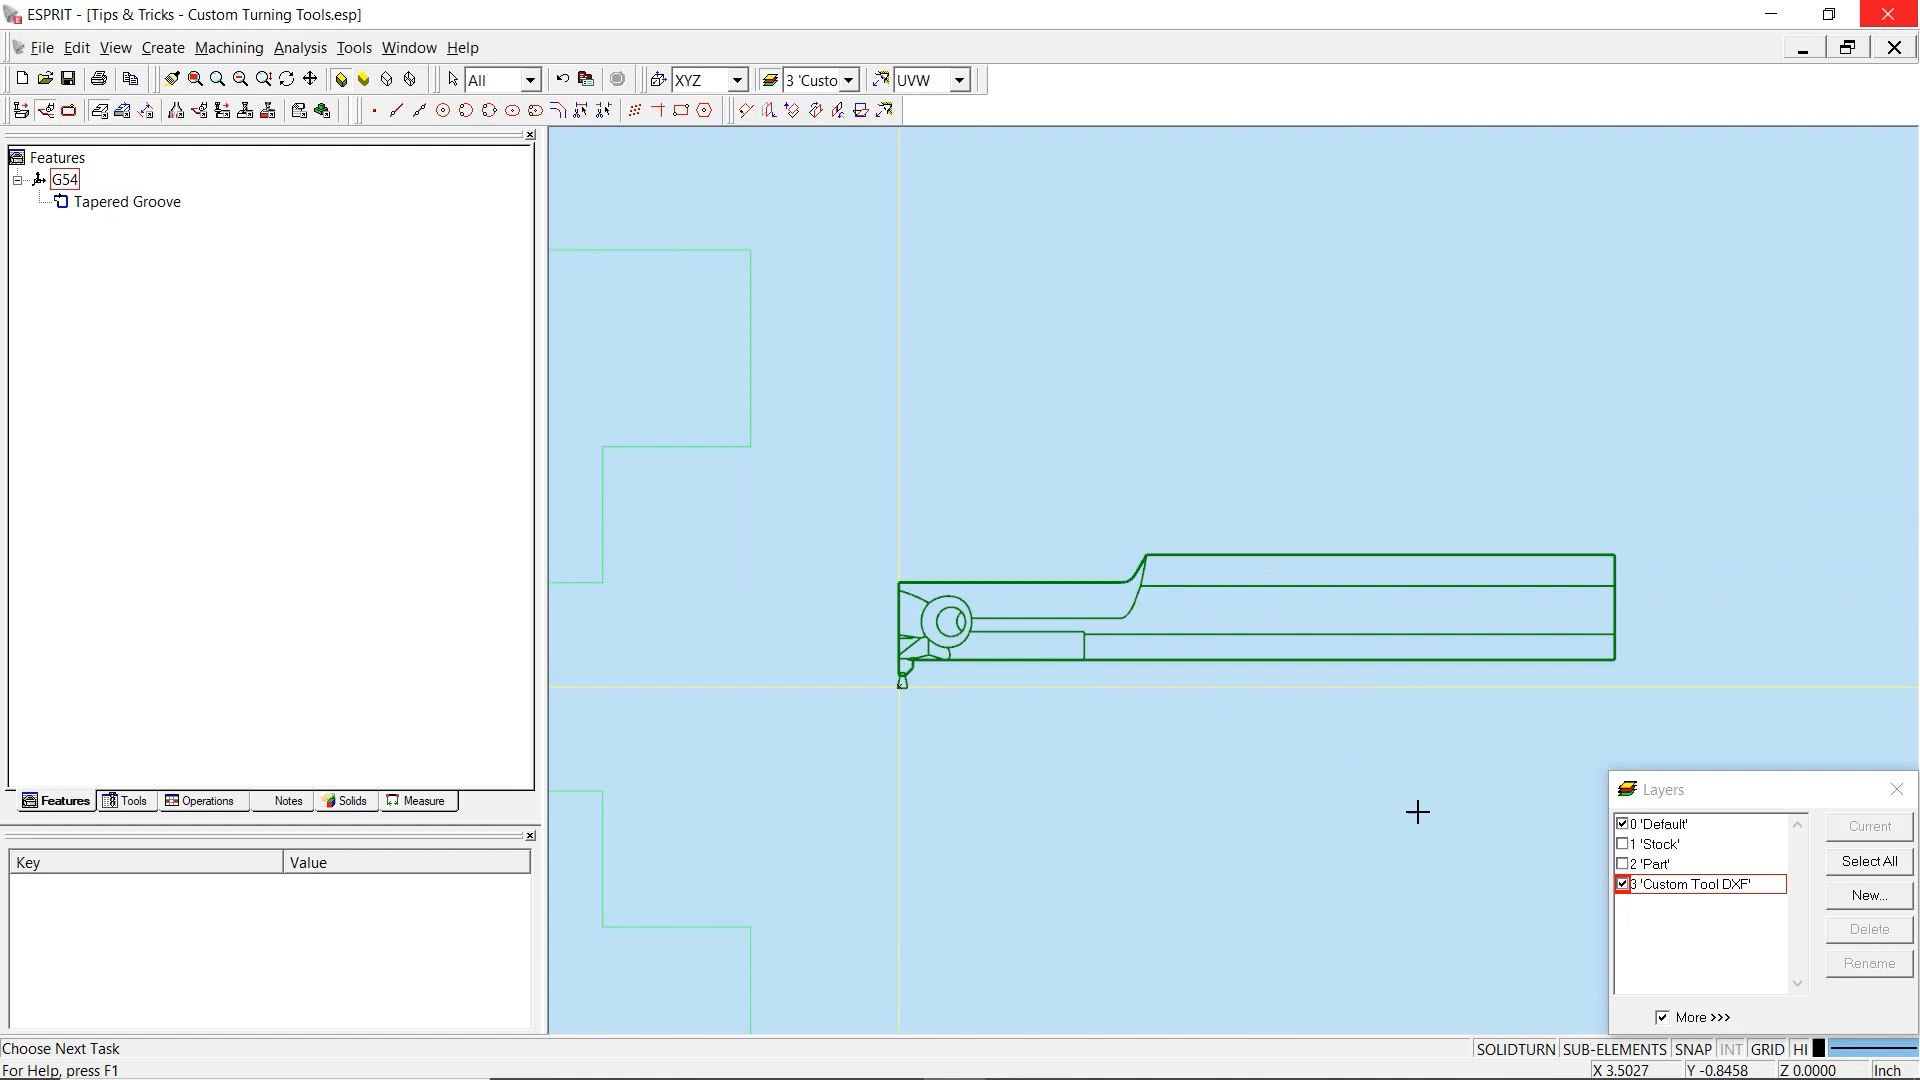 ESPRIT - [Tips & Tricks - Custom Turning Tools.esp]
File Edit View Create Machining Analysis Tools Window Help
All XYZ 3 'Custo UVW
Features
G54
Tapered Groove
Features Tools Operations Notes Solids Measure
Key Value
Layers
0 'Default'
1 'Stock'
2 'Part'
3 'Custom Tool DXF'
Current
Select All
New...
Delete
Rename
More >>>
Choose Next Task
SOLIDTURN SUB-ELEMENTS SNAP INT GRID HI
For Help, press F1
X 3.5027 Y -0.8458 Z 0.0000 Inch